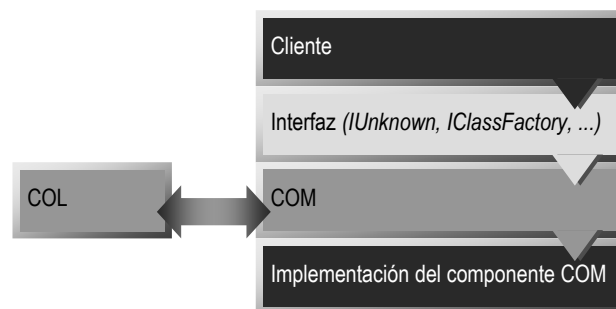 Cliente
Interfaz (IUnknown, IClassFactory, ...)
COL
COM
Implementación del componente COM